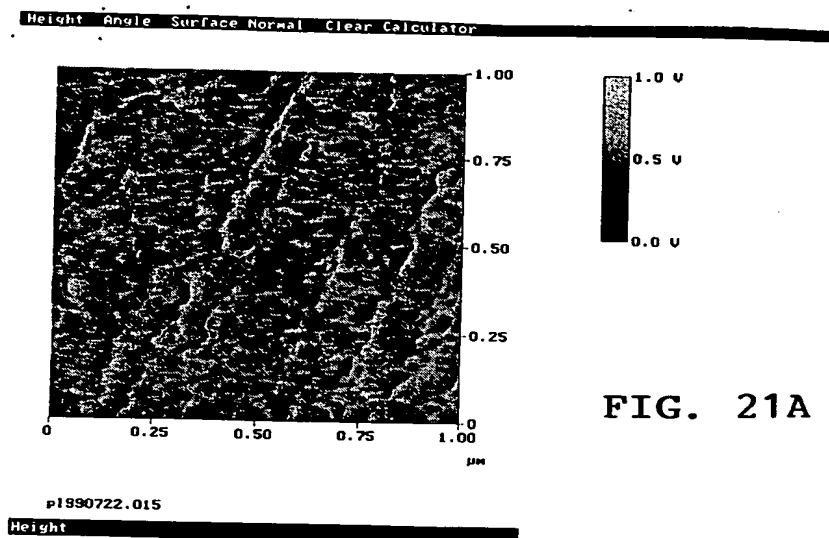 Height Angle Surface Normal Clear Calculator
1.00
0.75
0.50
0.25
0
0 0.25 0.50 0.75 1.00
µm
1.0 V
0.5 V
0.0 V
FIG. 21A
p1990722.015
Height